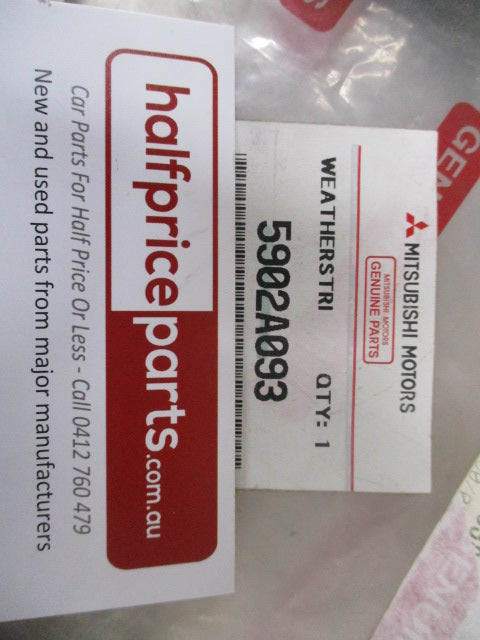 halfpriceparts.com.au
Car Parts For Half Price Or Less - Call 0412 760 479
New and used parts from major manufacturers
MITSUBISHI MOTORS
MITSUBISHI MOTORS
GENUINE PARTS
WEATHERSTRI QTY: 1
5902A093
GEN